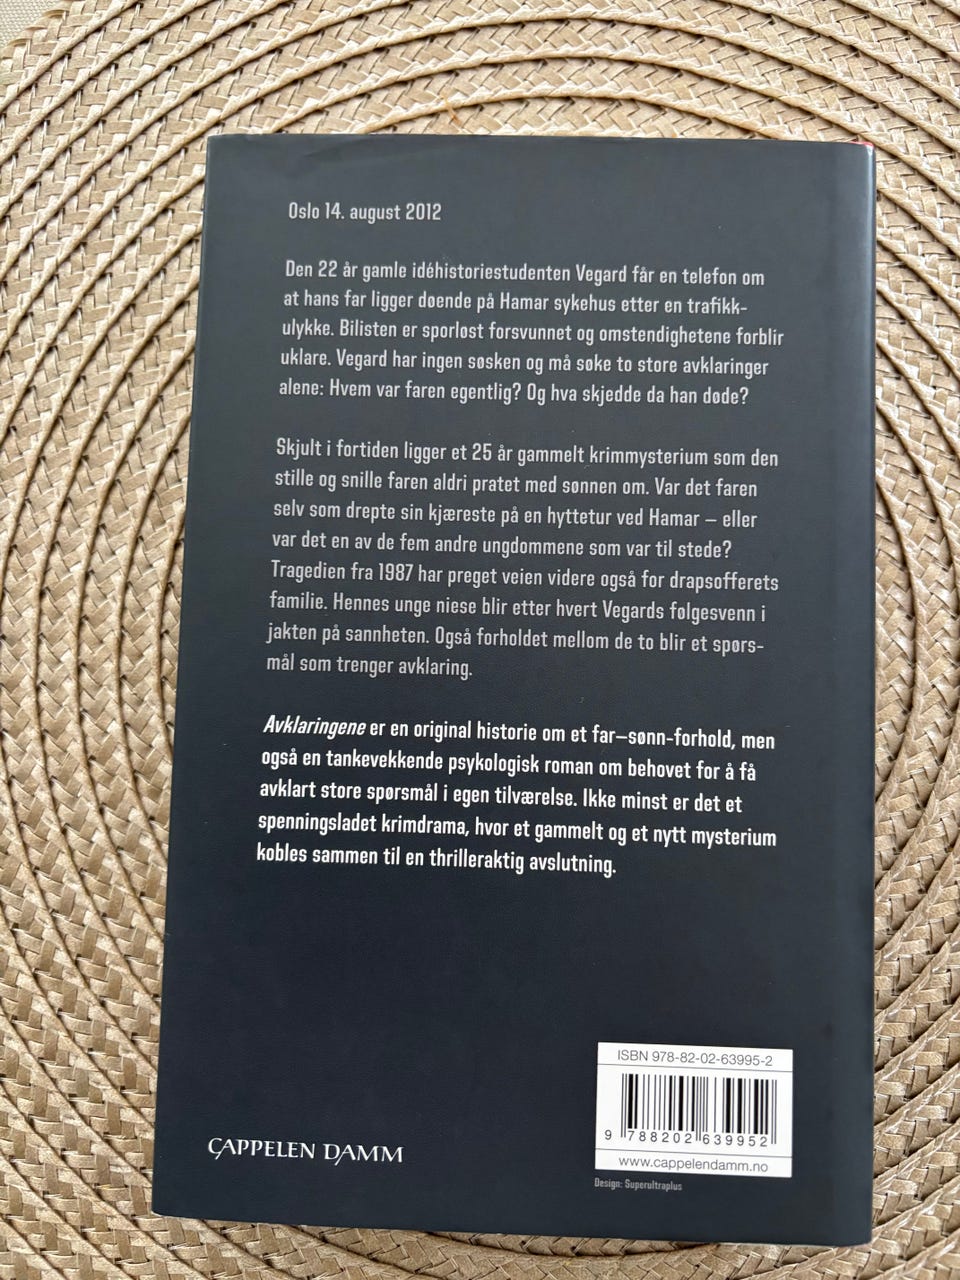 Oslo 14. august 2012
Den 22 år gamle idéhistoriestudenten Vegard får en telefon om
at hans far ligger døende på Hamar sykehus etter en trafikk-
ulykke. Bilisten er sporløst forsvunnet og omstendighetene forblir
uklare. Vegard har ingen søsken og må søke to store avklaringer
alene: Hvem var faren egentlig? Og hva skjedde da han døde?
Skjult i fortiden ligger et 25 år gammelt krimmysterium som den
stille og snille faren aldri pratet med sønnen om. Var det faren
selv som drepte sin kjæreste på en hyttetur ved Hamar – eller
var det en av de fem andre ungdommene som var til stede?
Tragedien fra 1987 har preget veien videre også for drapsofferets
familie. Hennes unge niese blir etter hvert Vegards følgesvenn i
jakten på sannheten. Også forholdet mellom de to blir et spørs-
mål som trenger avklaring.
Avklaringene er en original historie om et far–sønn-forhold, men
også en tankevekkende psykologisk roman om behovet for å få
avklart store spørsmål i egen tilværelse. Ikke minst er det et
spenningsladet krimdrama, hvor et gammelt og et nytt mysterium
kobles sammen til en thrilleraktig avslutning.
ISBN 978-82-02-63995-2
9 788202 639952
www.cappelendamm.no
CAPPELEN DAMM
Design: Superultraplus